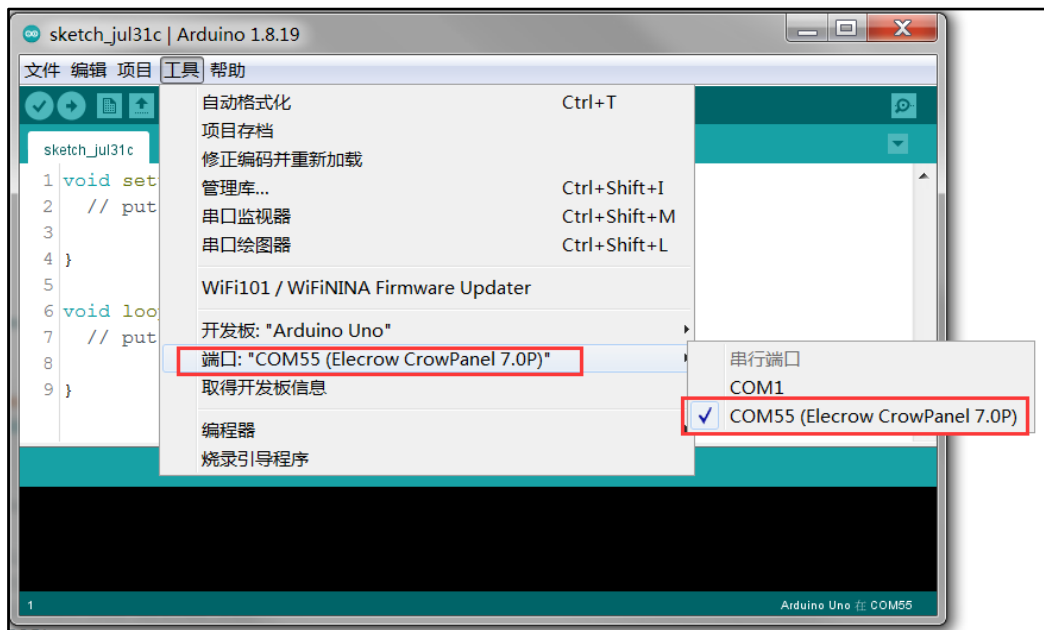 sketch_jul31c | Arduino 1.8.19
文件 编辑 项目 工具 帮助
sketch_jul31c
1 void set
2 // put
3
4 }
5
6 void loo
7 // put
8
9 }
自动格式化 Ctrl+T
项目存档
修正编码并重新加载
管理库... Ctrl+Shift+I
串口监视器 Ctrl+Shift+M
串口绘图器 Ctrl+Shift+L
WiFi101 / WiFiNINA Firmware Updater
开发板: "Arduino Uno"
端口: "COM55 (Elecrow CrowPanel 7.0P)"
取得开发板信息
编程器
烧录引导程序
串行端口
COM1
COM55 (Elecrow CrowPanel 7.0P)
1 Arduino Uno 在 COM55